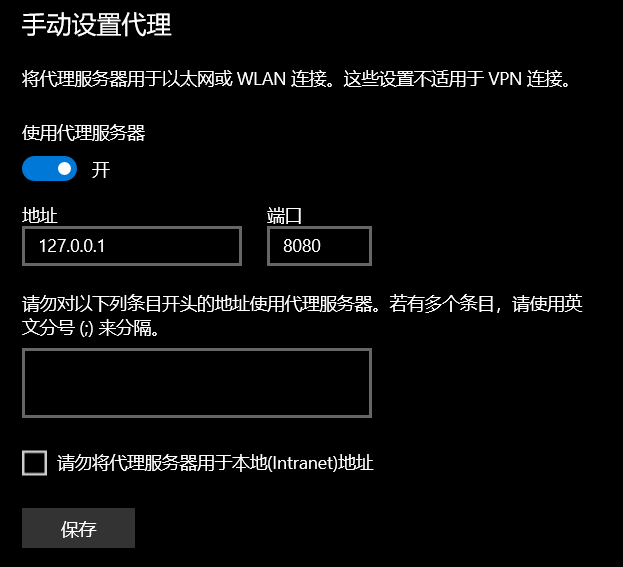 手动设置代理
将代理服务器用于以太网或 WLAN 连接。这些设置不适用于 VPN 连接。
使用代理服务器
开
地址 端口
127.0.0.1 8080
请勿对以下列条目开头的地址使用代理服务器。若有多个条目，请使用英
文分号 (;) 来分隔。
请勿将代理服务器用于本地(Intranet)地址
保存